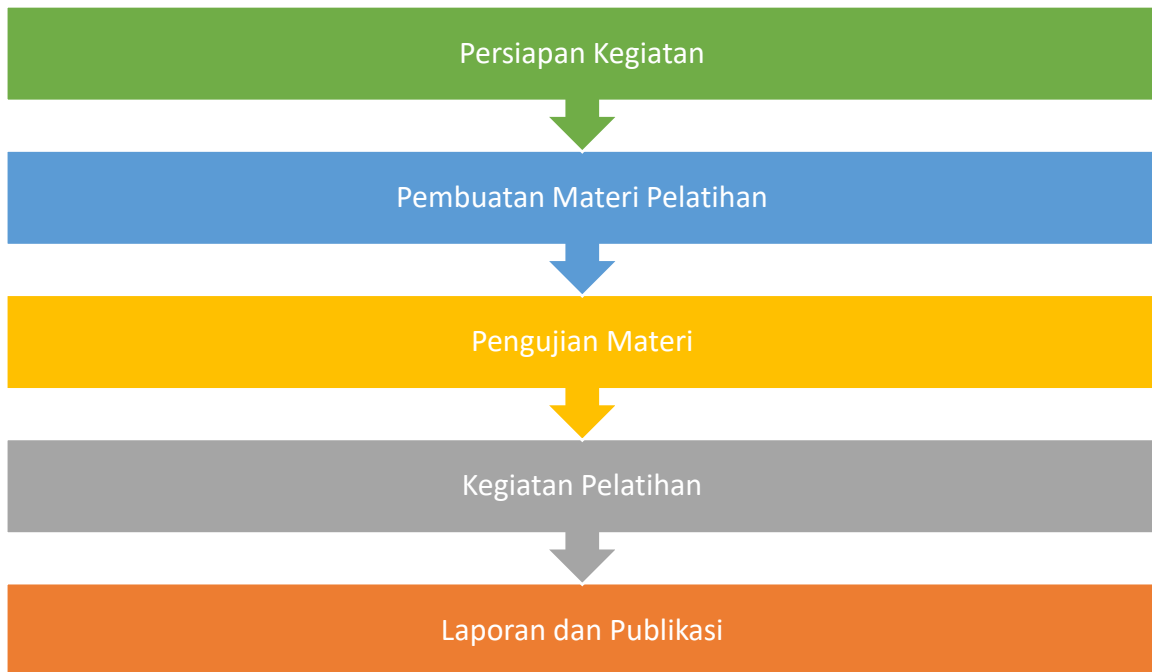 Persiapan Kegiatan
Pembuatan Materi Pelatihan
Pengujian Materi
Kegiatan Pelatihan
Laporan dan Publikasi